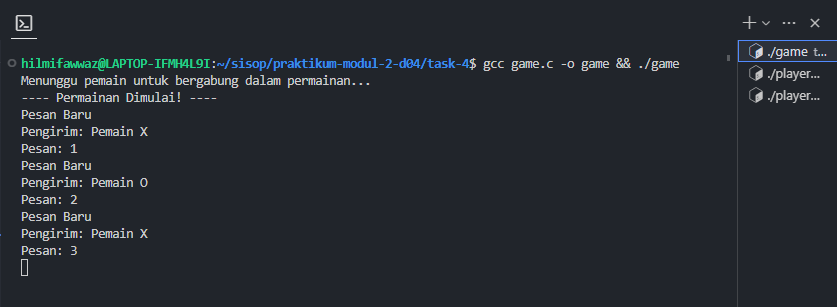 hilmifawwaz@LAPTOP-IFMH4L9I:~/sisop/praktikum-modul-2-d04/task-4$ gcc game.c -o game && ./game
Menunggu pemain untuk bergabung dalam permainan...
---- Permainan Dimulai! ----
Pesan Baru
Pengirim: Pemain X
Pesan: 1
Pesan Baru
Pengirim: Pemain O
Pesan: 2
Pesan Baru
Pengirim: Pemain X
Pesan: 3
./game t...
./player...
./player...